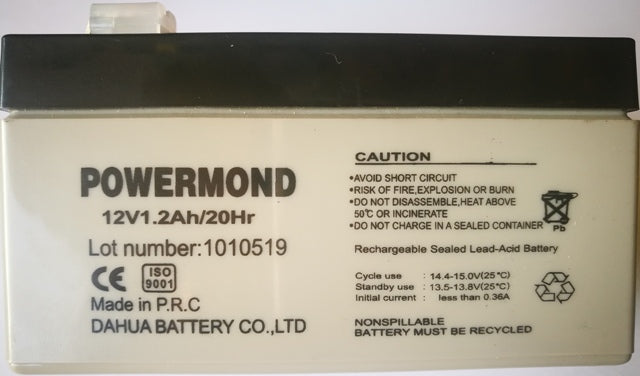 POWERMOND
12V1.2Ah/20Hr
Lot number:1010519
CE ISO 9001
Made in P.R.C
DAHUA BATTERY CO.,LTD
CAUTION
•AVOID SHORT CIRCUIT
•RISK OF FIRE,EXPLOSION OR BURN
•DO NOT DISASSEMBLE,HEAT ABOVE
50°C OR INCINERATE
•DO NOT CHARGE IN A SEALED CONTAINER
Pb
Rechargeable Sealed Lead-Acid Battery
Cycle use : 14.4-15.0V(25°C)
Standby use : 13.5-13.8V(25°C)
Initial current : less than 0.36A
NONSPILLABLE
BATTERY MUST BE RECYCLED